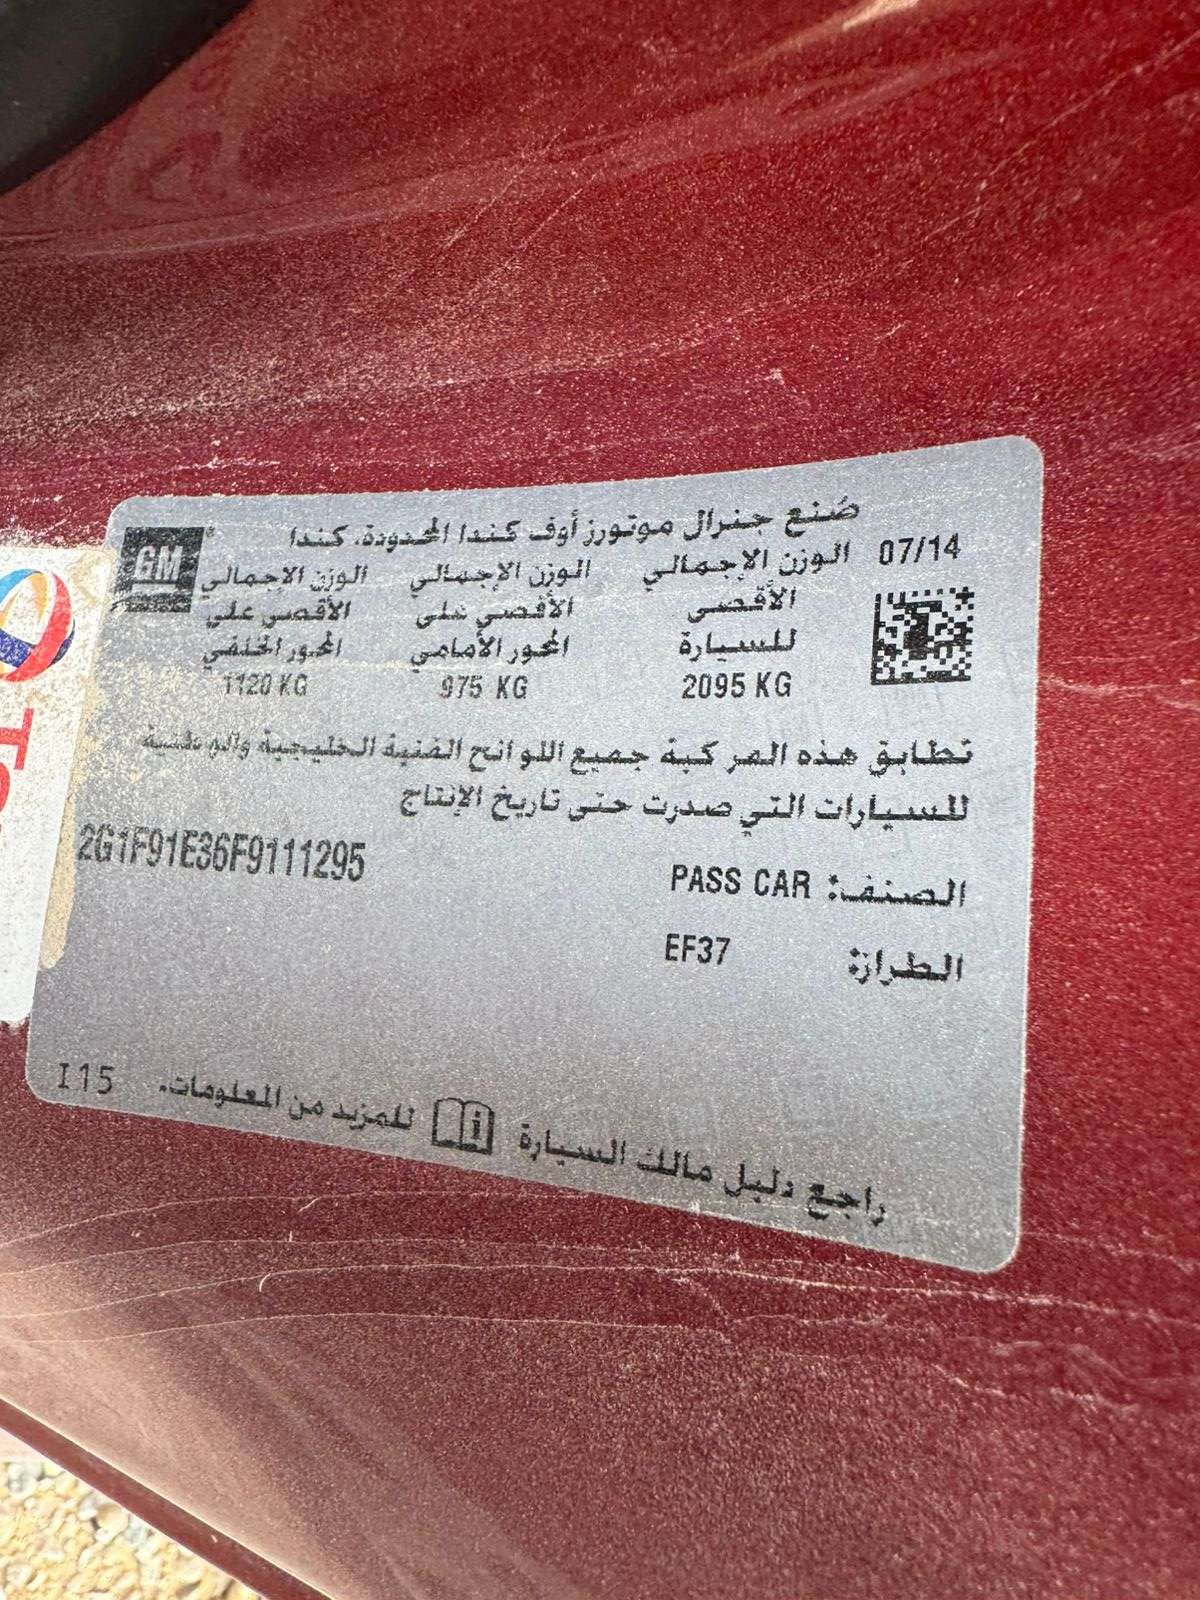 GM
صُنع جنرال موتورز أوف كندا المحدودة، كندا
07/14
الوزن الإجمالي الأقصى للسيارة
2095 KG
الوزن الإجمالي الأقصى على المحور الأمامي
975 KG
الوزن الإجمالي الأقصى على المحور الخلفي
1120 KG
تطابق هذه المركبة جميع اللوائح الفنية الخليجية والوطنية
للسيارات التي صدرت حتى تاريخ الإنتاج
2G1F91E36F9111295
الصنف: PASS CAR
الطراز: EF37
راجع دليل مالك السيارة i للمزيد من المعلومات.
I15